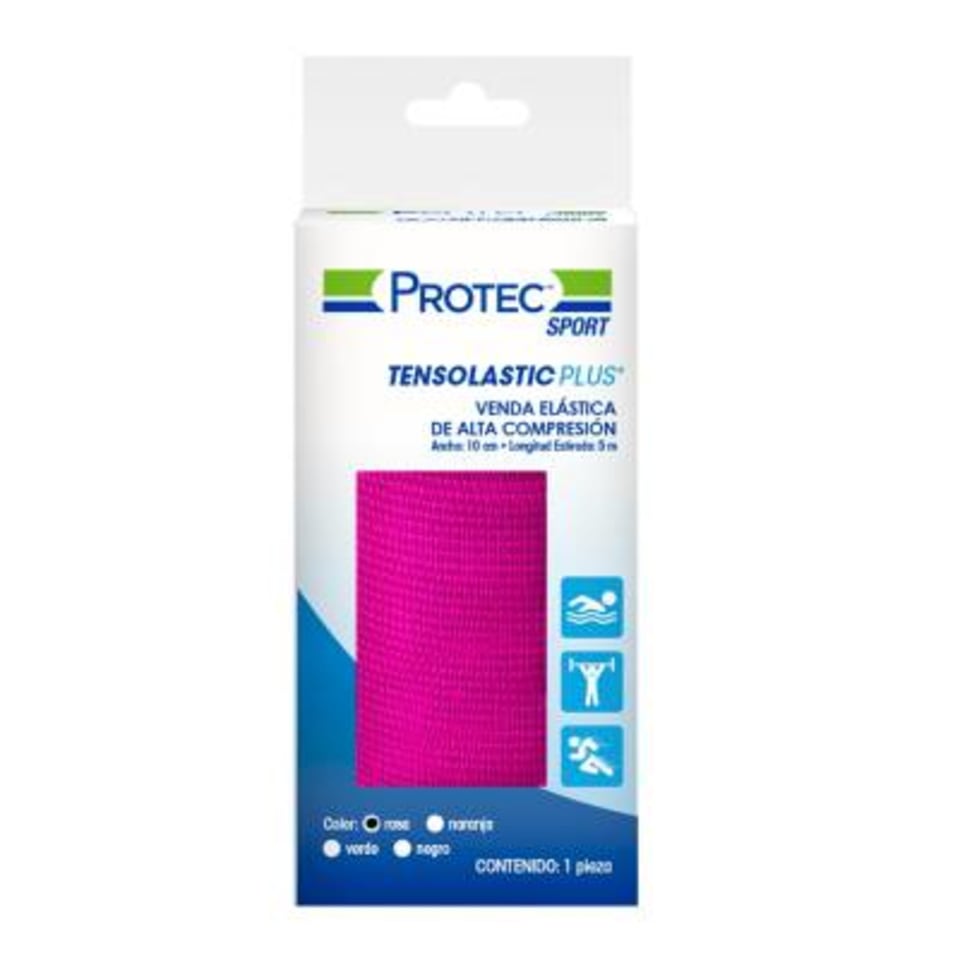 PROTEC™
SPORT
TENSOLASTIC PLUS®
VENDA ELÁSTICA
DE ALTA COMPRESIÓN
Ancho: 10 cm • Longitud Estirada: 5 m
Color: rosa naranja
verde negro
CONTENIDO: 1 pieza